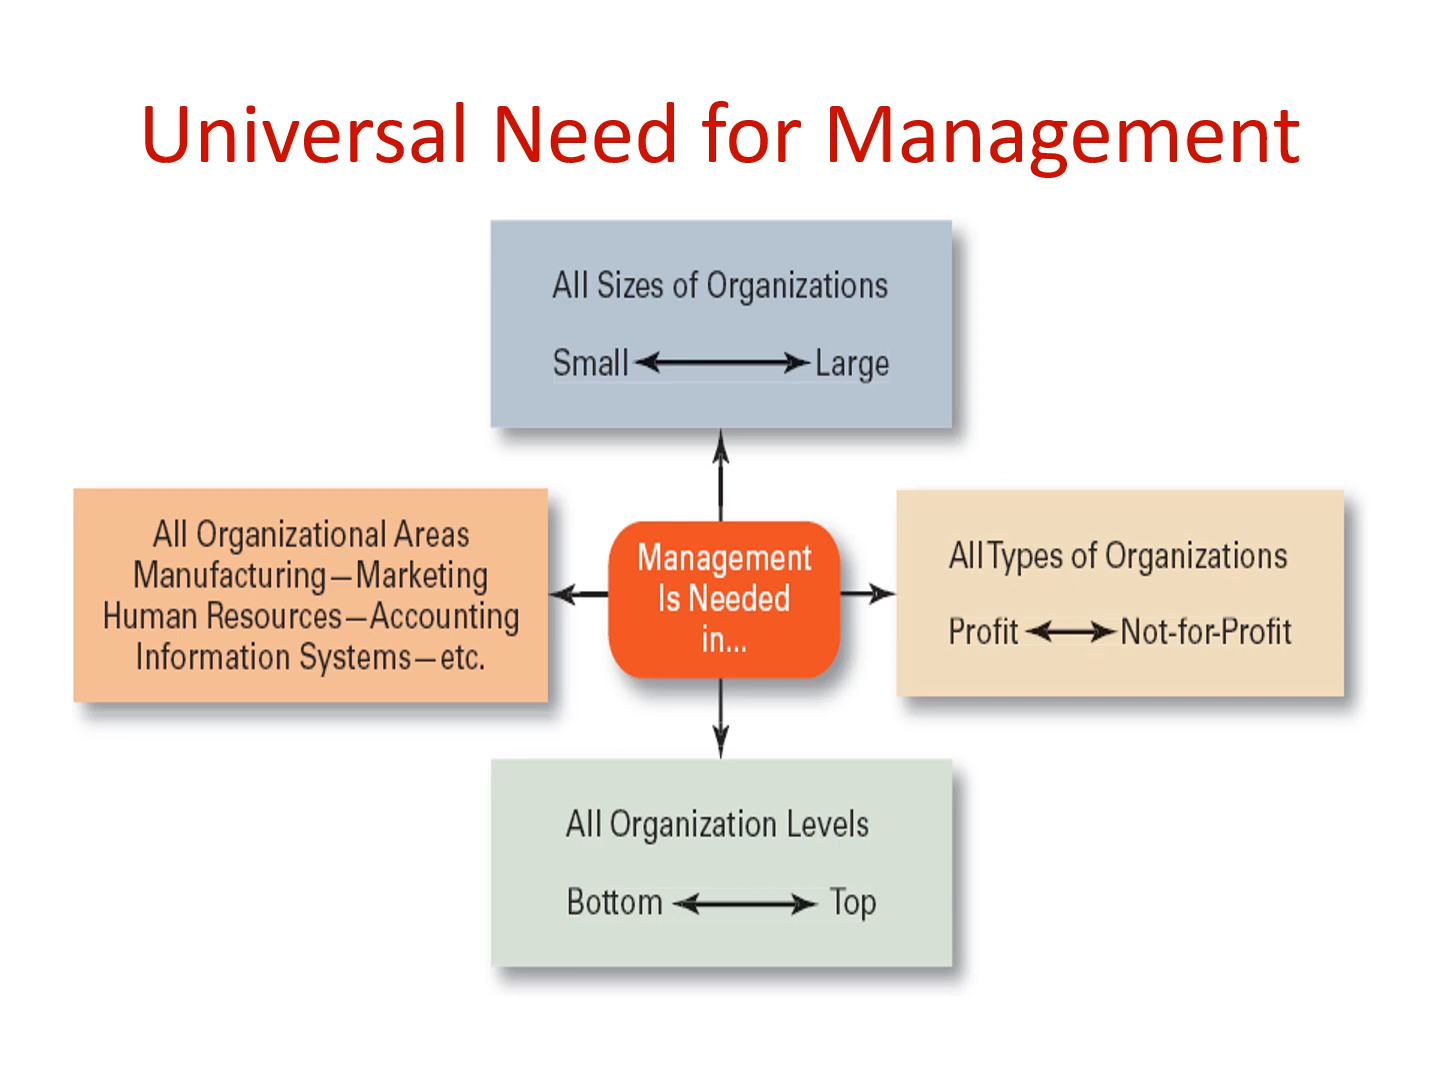 Universal Need for Management
All Sizes of Organizations
Small Large
All Organizational Areas
Manufacturing—Marketing
Human Resources—Accounting
Information Systems—etc.
Management
Is Needed
in...
All Types of Organizations
Profit Not-for-Profit
All Organization Levels
Bottom Top